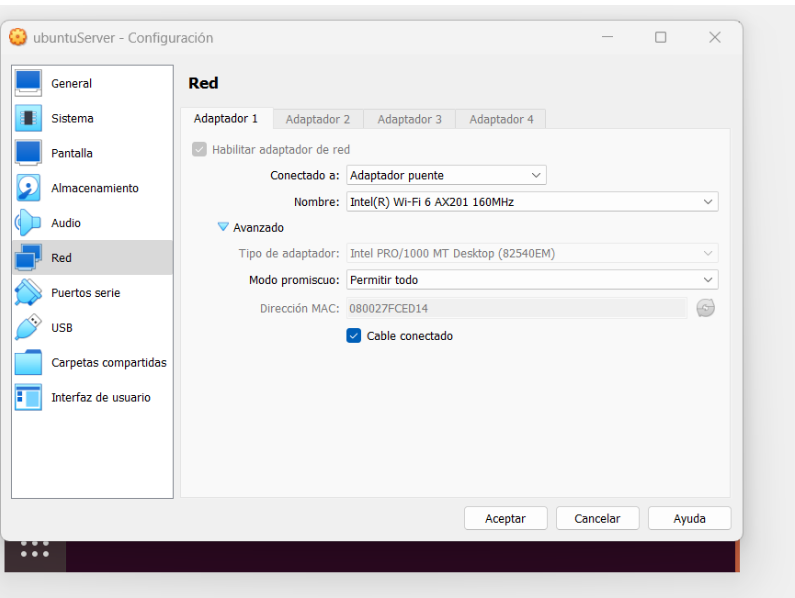 ubuntuServer - Configuración
General
Sistema
Pantalla
Almacenamiento
Audio
Red
Puertos serie
USB
Carpetas compartidas
Interfaz de usuario
Red
Adaptador 1 Adaptador 2 Adaptador 3 Adaptador 4
Habilitar adaptador de red
Conectado a: Adaptador puente
Nombre: Intel(R) Wi-Fi 6 AX201 160MHz
Avanzado
Tipo de adaptador: Intel PRO/1000 MT Desktop (82540EM)
Modo promiscuo: Permitir todo
Dirección MAC: 080027FCED14
Cable conectado
Aceptar Cancelar Ayuda